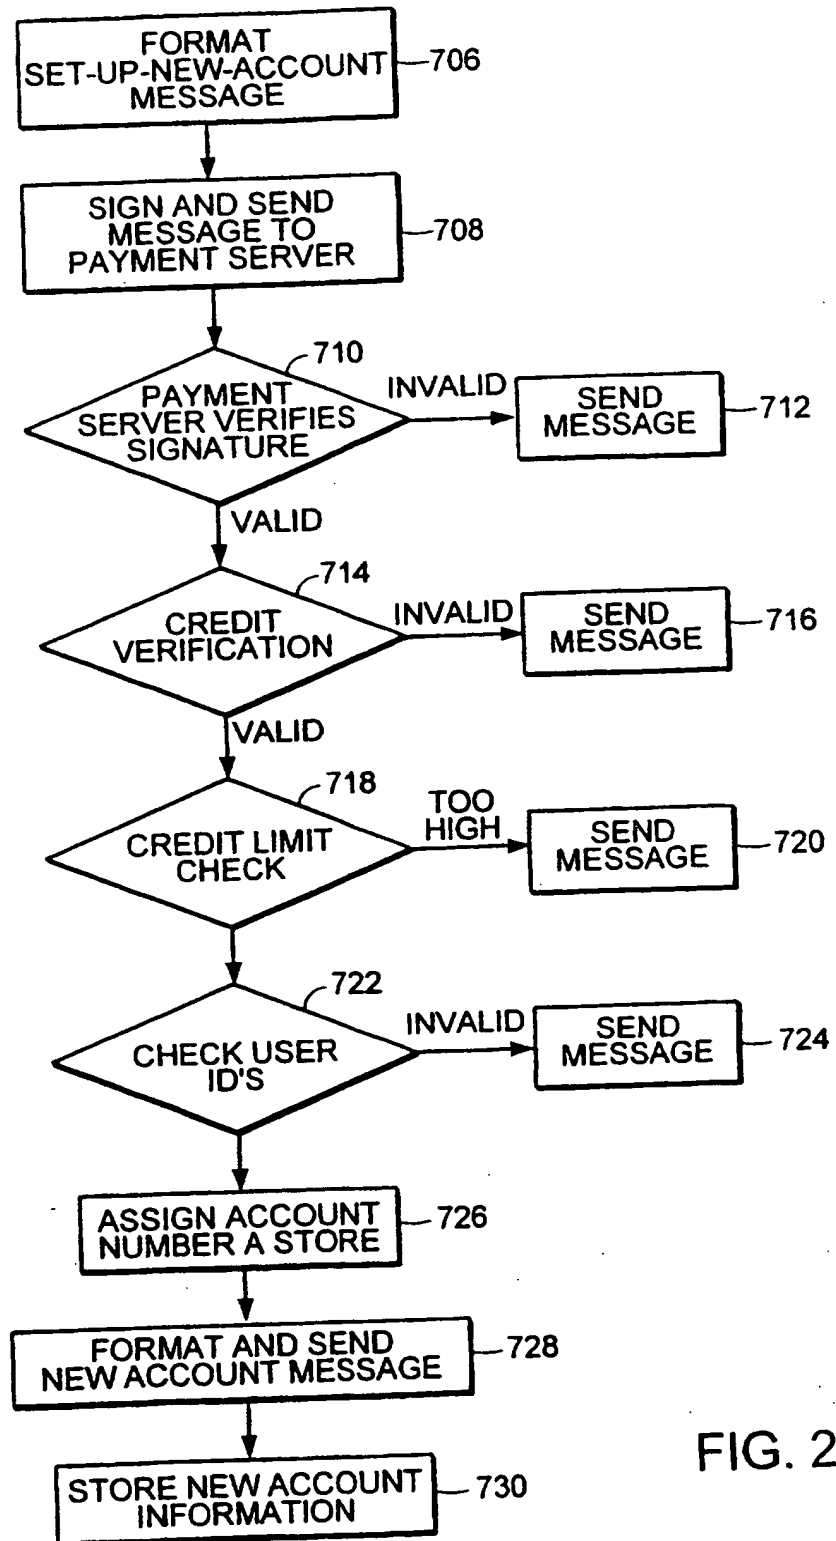 FORMAT
SET-UP-NEW-ACCOUNT
MESSAGE
706
SIGN AND SEND
MESSAGE TO
PAYMENT SERVER
708
710
PAYMENT
SERVER VERIFIES
SIGNATURE
INVALID
SEND
MESSAGE
712
VALID
714
CREDIT
VERIFICATION
INVALID
SEND
MESSAGE
716
VALID
718
CREDIT LIMIT
CHECK
TOO
HIGH
SEND
MESSAGE
720
722
CHECK USER
ID'S
INVALID
SEND
MESSAGE
724
ASSIGN ACCOUNT
NUMBER A STORE
726
FORMAT AND SEND
NEW ACCOUNT MESSAGE
728
STORE NEW ACCOUNT
INFORMATION
730
FIG. 2